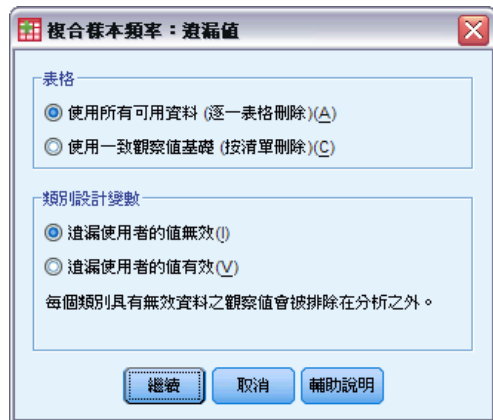 複合樣本頻率：遺漏值
表格
使用所有可用資料 (逐一表格刪除)(A)
使用一致觀察值基礎 (按清單刪除)(C)
類別設計變數
遺漏使用者的值無效(I)
遺漏使用者的值有效(V)
每個類別具有無效資料之觀察值會被排除在分析之外。
繼續
取消
輔助說明